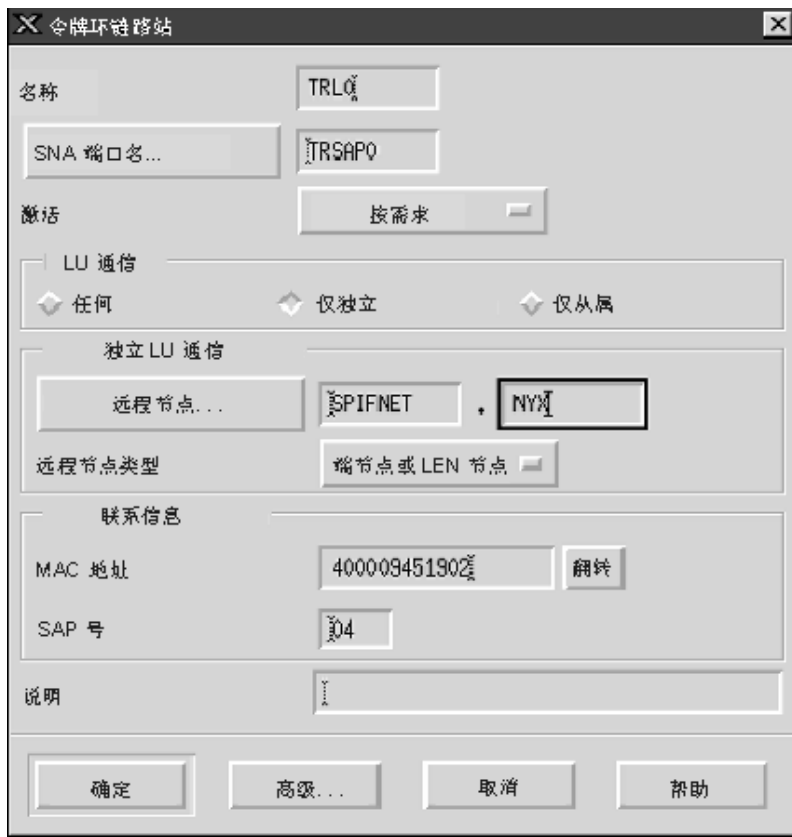 令牌环链路站
名称 TRL0
SNA 端口名... TRSAP0
激活 按需求
LU 通信
任何 仅独立 仅从属
独立 LU 通信
远程节点... SPIFNET . NYX
远程节点类型 端节点或 LEN 节点
联系信息
MAC 地址 400009451902 翻转
SAP 号 04
说明
确定 高级... 取消 帮助